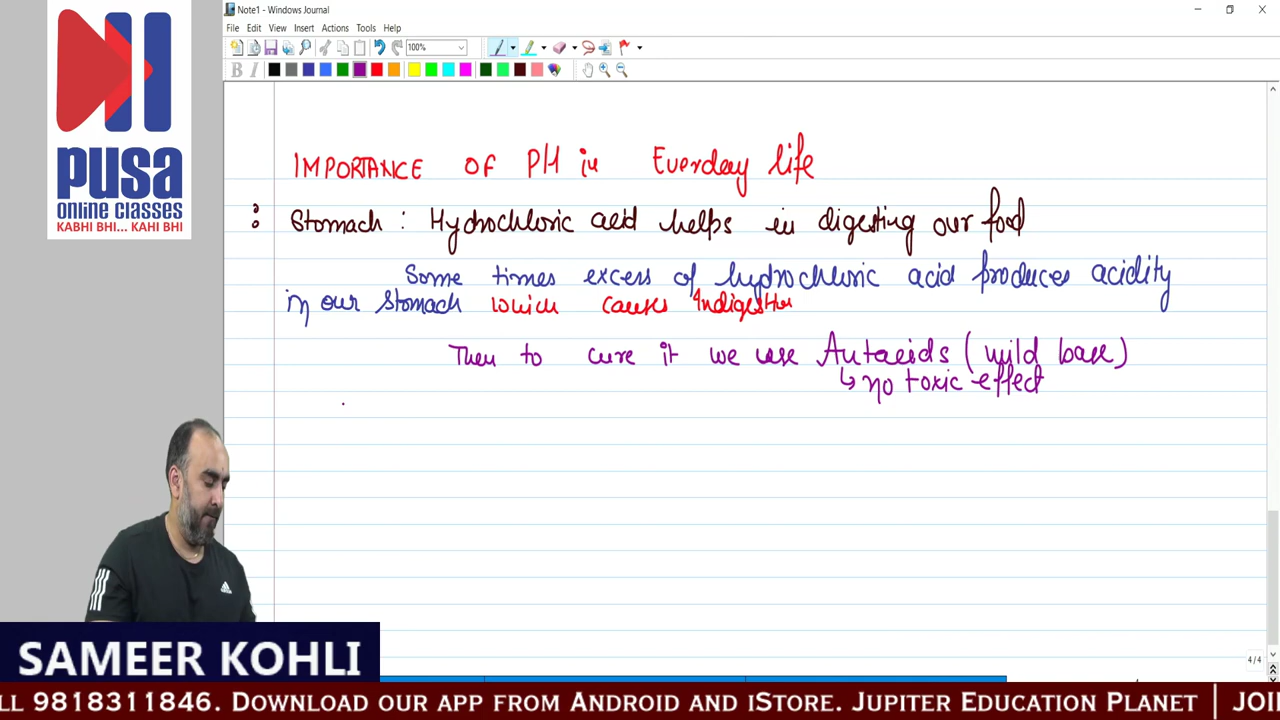 Note1 - Windows Journal
File Edit View Insert Actions Tools Help
100%
PUSA
ONLINE CLASSES
KABHI BHI... KAHI BHI
IMPORTANCE OF PH in Everday life
: Stomach : Hydrochloric acid helps in digesting our food
Some times excess of hydrochloric acid produces acidity
in our stomach which causes Indigestion
Then to cure it we use Antacids (mild base)
↳ no toxic effect
4/4
SAMEER KOHLI
LL 9818311846. DOWNLOAD OUR APP FROM ANDROID AND ISTORE. JUPITER EDUCATION PLANET | JOI